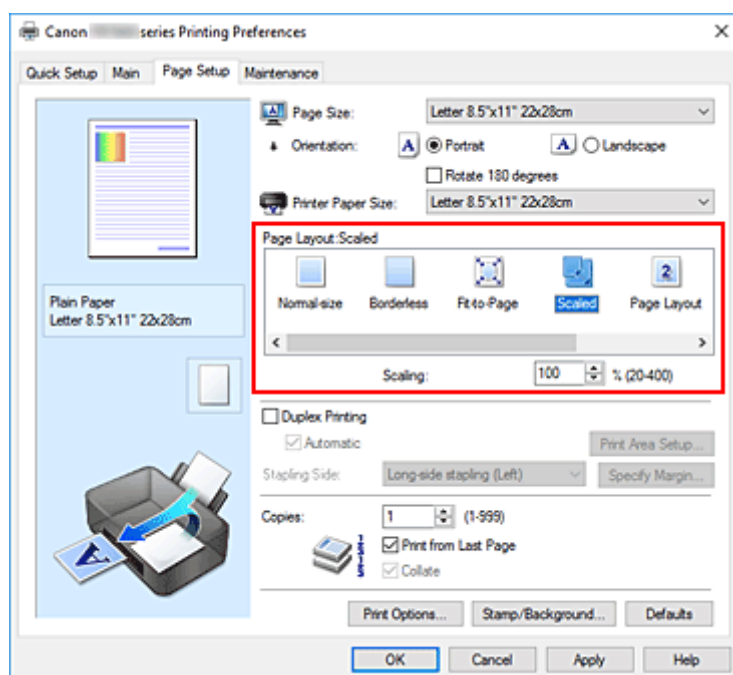 Canon series Printing Preferences
Quick Setup Main Page Setup Maintenance
Page Size: Letter 8.5"x11" 22x28cm
Orientation: A Portrait A Landscape
Rotate 180 degrees
Printer Paper Size: Letter 8.5"x11" 22x28cm
Page Layout:Scaled
2
Normal-size Borderless Fit-to-Page Scaled Page Layout
Scaling: 100 % (20-400)
Plain Paper
Letter 8.5"x11" 22x28cm
Duplex Printing
Automatic Print Area Setup...
Stapling Side: Long-side stapling (Left) Specify Margin...
Copies: 1 (1-999)
Print from Last Page
Collate
A
Print Options... Stamp/Background... Defaults
OK Cancel Apply Help